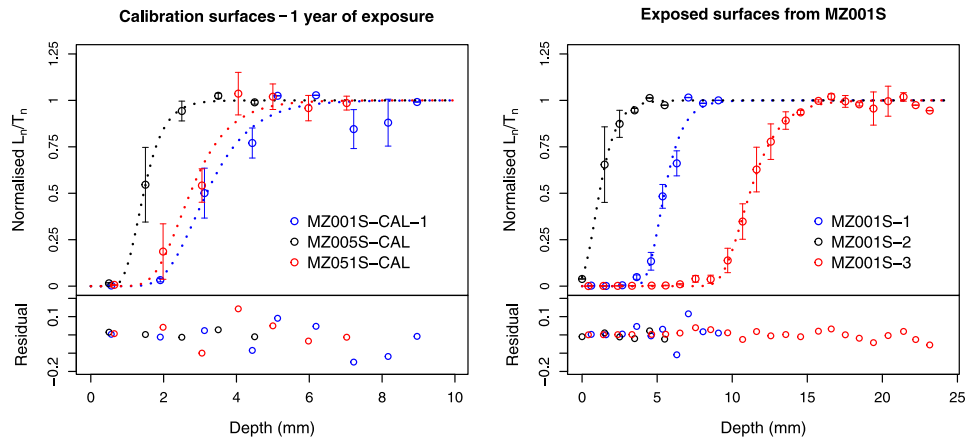 Calibration surfaces – 1 year of exposure
Normalised Ln/Tn
1.25
1
0.75
0.5
0.25
0
MZ001S−CAL−1
MZ005S−CAL
MZ051S−CAL
Residual
0.1
−0.2
0 2 4 6 8 10
Depth (mm)
Exposed surfaces from MZ001S
Normalised Ln/Tn
1.25
1
0.75
0.5
0.25
0
MZ001S−1
MZ001S−2
MZ001S−3
Residual
0.1
−0.2
0 5 10 15 20 25
Depth (mm)